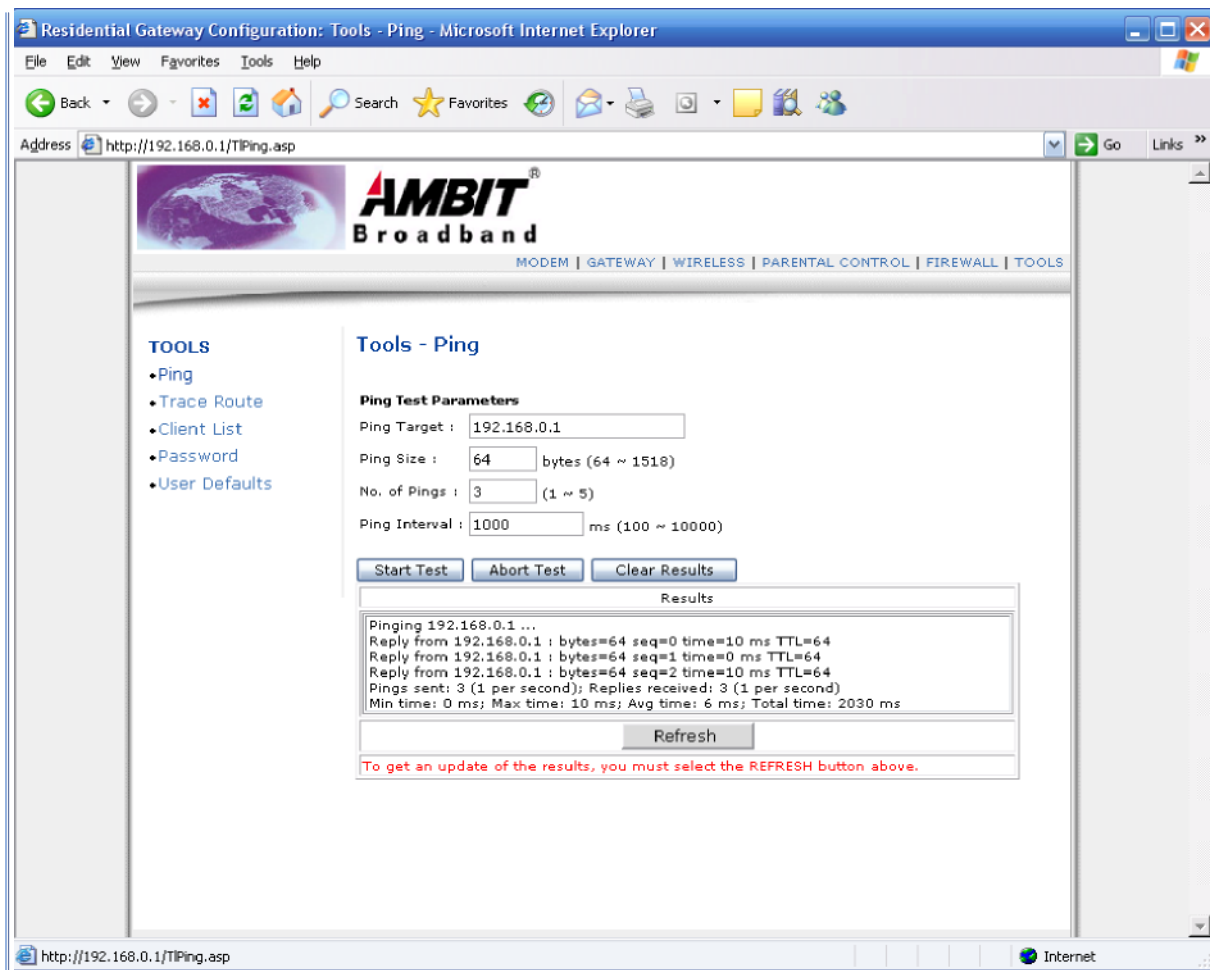 Residential Gateway Configuration: Tools - Ping - Microsoft Internet Explorer
File Edit View Favorites Tools Help
Back Search Favorites
Address http://192.168.0.1/TlPing.asp Go Links »
AMBIT®
Broadband
MODEM | GATEWAY | WIRELESS | PARENTAL CONTROL | FIREWALL | TOOLS
TOOLS
Ping
Trace Route
Client List
Password
User Defaults
Tools - Ping
Ping Test Parameters
Ping Target : 192.168.0.1
Ping Size : 64 bytes (64 ~ 1518)
No. of Pings : 3 (1 ~ 5)
Ping Interval : 1000 ms (100 ~ 10000)
Start Test Abort Test Clear Results
Results
Pinging 192.168.0.1 ...
Reply from 192.168.0.1 : bytes=64 seq=0 time=10 ms TTL=64
Reply from 192.168.0.1 : bytes=64 seq=1 time=0 ms TTL=64
Reply from 192.168.0.1 : bytes=64 seq=2 time=10 ms TTL=64
Pings sent: 3 (1 per second); Replies received: 3 (1 per second)
Min time: 0 ms; Max time: 10 ms; Avg time: 6 ms; Total time: 2030 ms
Refresh
To get an update of the results, you must select the REFRESH button above.
http://192.168.0.1/TlPing.asp Internet